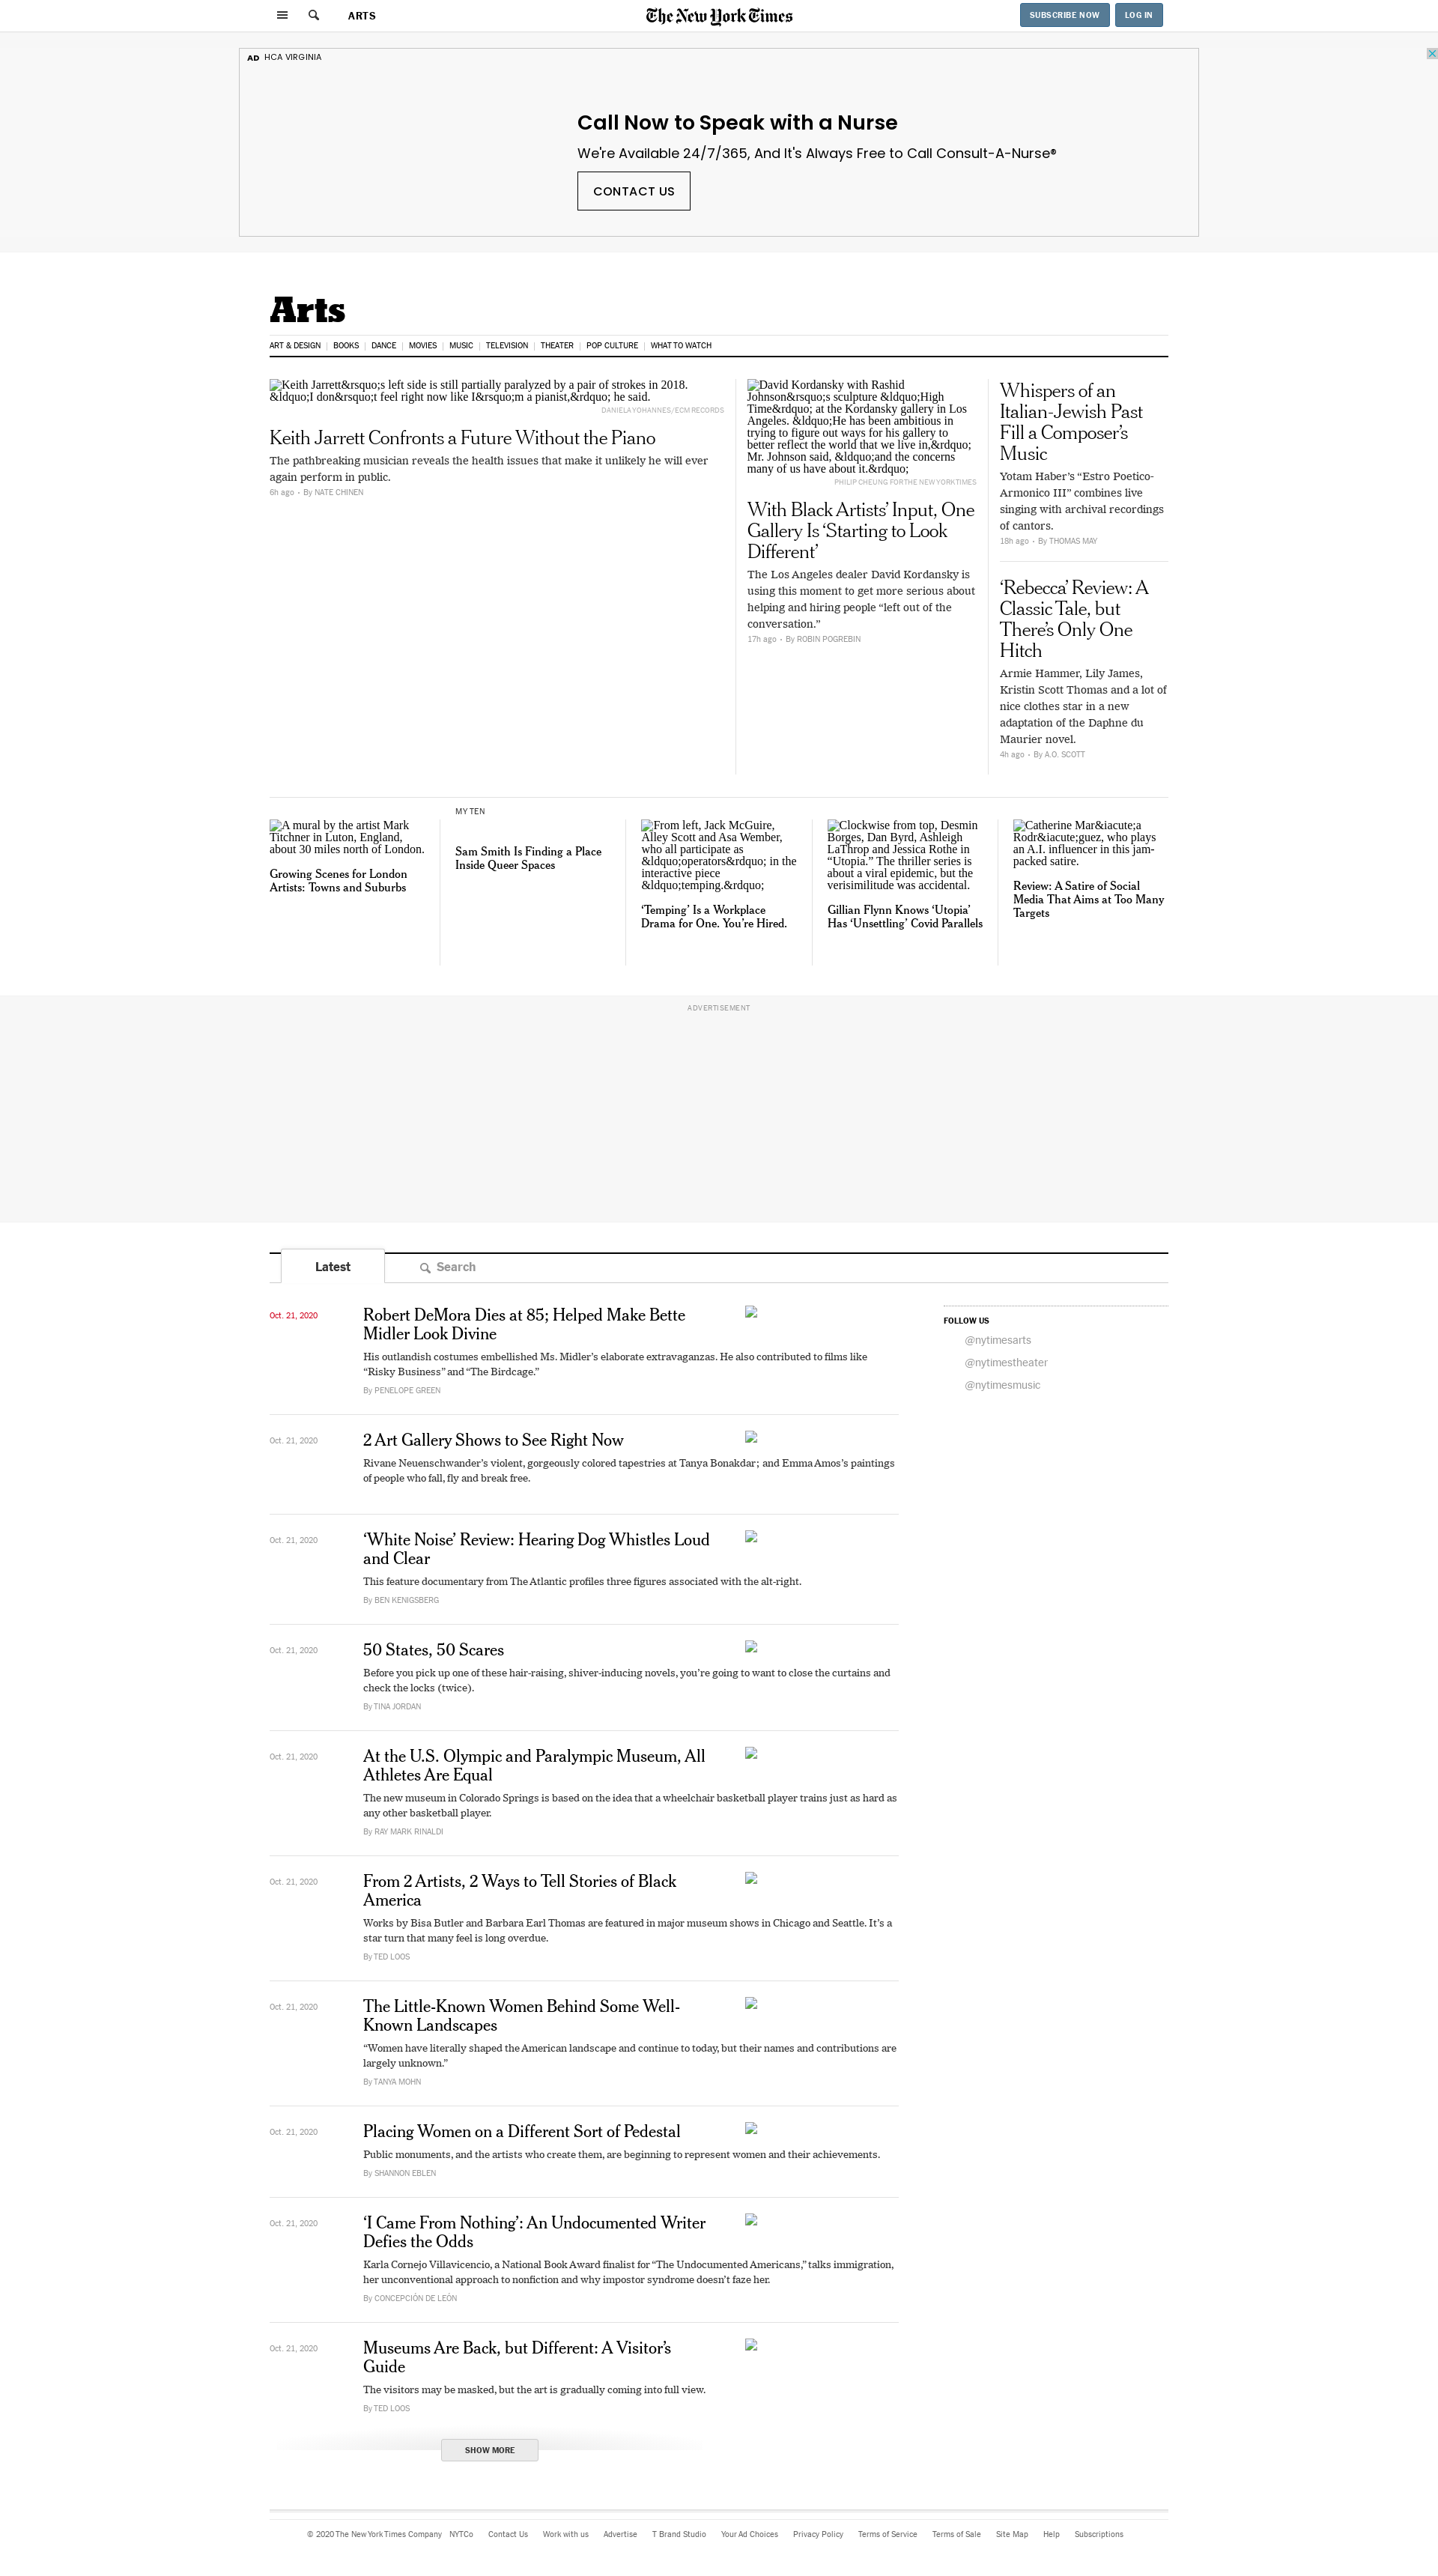 ARTS
The New York Times
SUBSCRIBE NOW
LOG IN
AD HCA VIRGINIA
Call Now to Speak with a Nurse
We're Available 24/7/365, And It's Always Free to Call Consult-A-Nurse®
CONTACT US
Arts
ART & DESIGN
BOOKS
DANCE
MOVIES
MUSIC
TELEVISION
THEATER
POP CULTURE
WHAT TO WATCH
Keith Jarrett&rsquo;s left side is still partially paralyzed by a pair of strokes in 2018.
&ldquo;I don&rsquo;t feel right now like I&rsquo;m a pianist,&rdquo; he said.
DANIELA YOHANNES/ECM RECORDS
Keith Jarrett Confronts a Future Without the Piano
The pathbreaking musician reveals the health issues that make it unlikely he will ever
again perform in public.
6h ago • By NATE CHINEN
David Kordansky with Rashid
Johnson&rsquo;s sculpture &ldquo;High
Time&rdquo; at the Kordansky gallery in Los
Angeles. &ldquo;He has been ambitious in
trying to figure out ways for his gallery to
better reflect the world that we live in,&rdquo;
Mr. Johnson said, &ldquo;and the concerns
many of us have about it.&rdquo;
PHILIP CHEUNG FOR THE NEW YORK TIMES
With Black Artists’ Input, One
Gallery Is ‘Starting to Look
Different’
The Los Angeles dealer David Kordansky is
using this moment to get more serious about
helping and hiring people “left out of the
conversation.”
17h ago • By ROBIN POGREBIN
Whispers of an
Italian-Jewish Past
Fill a Composer’s
Music
Yotam Haber’s “Estro Poetico-
Armonico III” combines live
singing with archival recordings
of cantors.
18h ago • By THOMAS MAY
‘Rebecca’ Review: A
Classic Tale, but
There’s Only One
Hitch
Armie Hammer, Lily James,
Kristin Scott Thomas and a lot of
nice clothes star in a new
adaptation of the Daphne du
Maurier novel.
4h ago • By A.O. SCOTT
A mural by the artist Mark
Titchner in Luton, England,
about 30 miles north of London.
Growing Scenes for London
Artists: Towns and Suburbs
MY TEN
Sam Smith Is Finding a Place
Inside Queer Spaces
From left, Jack McGuire,
Alley Scott and Asa Wember,
who all participate as
&ldquo;operators&rdquo; in the
interactive piece
&ldquo;temping.&rdquo;
‘Temping’ Is a Workplace
Drama for One. You’re Hired.
Clockwise from top, Desmin
Borges, Dan Byrd, Ashleigh
LaThrop and Jessica Rothe in
“Utopia.” The thriller series is
about a viral epidemic, but the
verisimilitude was accidental.
Gillian Flynn Knows ‘Utopia’
Has ‘Unsettling’ Covid Parallels
Catherine Mar&iacute;a
Rodr&iacute;guez, who plays
an A.I. influencer in this jam-
packed satire.
Review: A Satire of Social
Media That Aims at Too Many
Targets
ADVERTISEMENT
Latest
Search
Oct. 21, 2020
Robert DeMora Dies at 85; Helped Make Bette
Midler Look Divine
His outlandish costumes embellished Ms. Midler’s elaborate extravaganzas. He also contributed to films like
“Risky Business” and “The Birdcage.”
By PENELOPE GREEN
FOLLOW US
@nytimesarts
@nytimestheater
@nytimesmusic
Oct. 21, 2020
2 Art Gallery Shows to See Right Now
Rivane Neuenschwander’s violent, gorgeously colored tapestries at Tanya Bonakdar; and Emma Amos’s paintings
of people who fall, fly and break free.
Oct. 21, 2020
‘White Noise’ Review: Hearing Dog Whistles Loud
and Clear
This feature documentary from The Atlantic profiles three figures associated with the alt-right.
By BEN KENIGSBERG
Oct. 21, 2020
50 States, 50 Scares
Before you pick up one of these hair-raising, shiver-inducing novels, you’re going to want to close the curtains and
check the locks (twice).
By TINA JORDAN
Oct. 21, 2020
At the U.S. Olympic and Paralympic Museum, All
Athletes Are Equal
The new museum in Colorado Springs is based on the idea that a wheelchair basketball player trains just as hard as
any other basketball player.
By RAY MARK RINALDI
Oct. 21, 2020
From 2 Artists, 2 Ways to Tell Stories of Black
America
Works by Bisa Butler and Barbara Earl Thomas are featured in major museum shows in Chicago and Seattle. It’s a
star turn that many feel is long overdue.
By TED LOOS
Oct. 21, 2020
The Little-Known Women Behind Some Well-
Known Landscapes
“Women have literally shaped the American landscape and continue to today, but their names and contributions are
largely unknown.”
By TANYA MOHN
Oct. 21, 2020
Placing Women on a Different Sort of Pedestal
Public monuments, and the artists who create them, are beginning to represent women and their achievements.
By SHANNON EBLEN
Oct. 21, 2020
‘I Came From Nothing’: An Undocumented Writer
Defies the Odds
Karla Cornejo Villavicencio, a National Book Award finalist for “The Undocumented Americans,” talks immigration,
her unconventional approach to nonfiction and why impostor syndrome doesn’t faze her.
By CONCEPCIÓN DE LEÓN
Oct. 21, 2020
Museums Are Back, but Different: A Visitor’s
Guide
The visitors may be masked, but the art is gradually coming into full view.
By TED LOOS
SHOW MORE
© 2020 The New York Times Company NYTCo Contact Us Work with us Advertise T Brand Studio Your Ad Choices Privacy Policy Terms of Service Terms of Sale Site Map Help Subscriptions